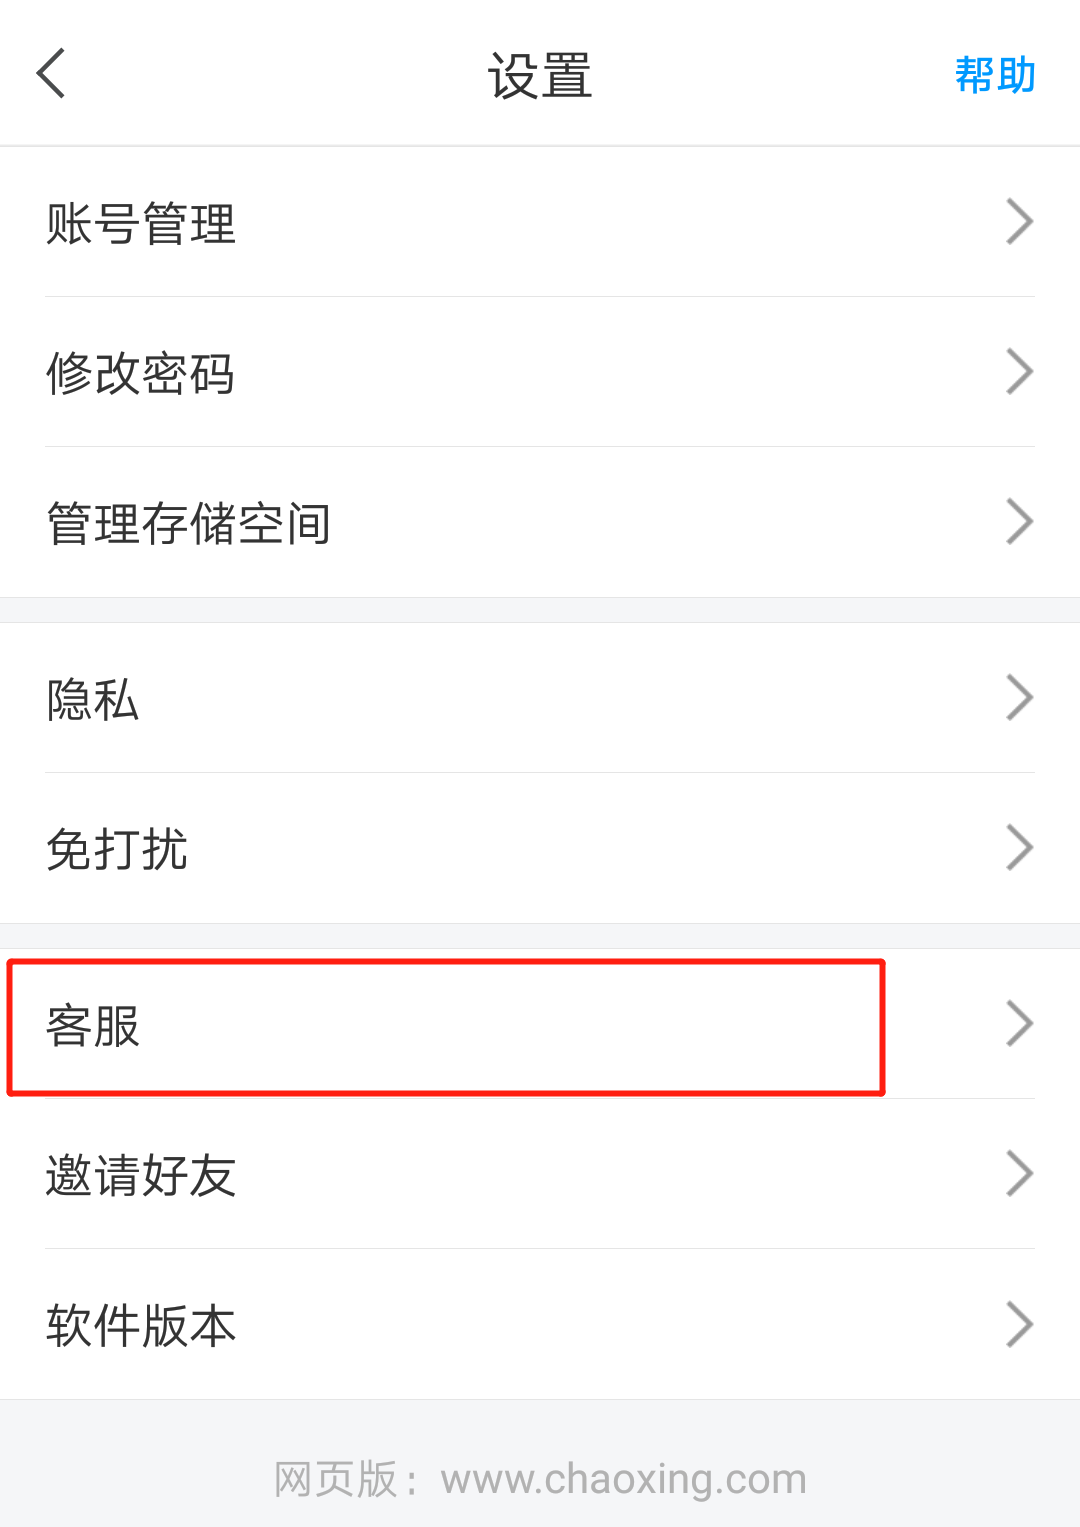 设置
帮助
账号管理
修改密码
管理存储空间
隐私
免打扰
客服
邀请好友
软件版本
网页版：www.chaoxing.com